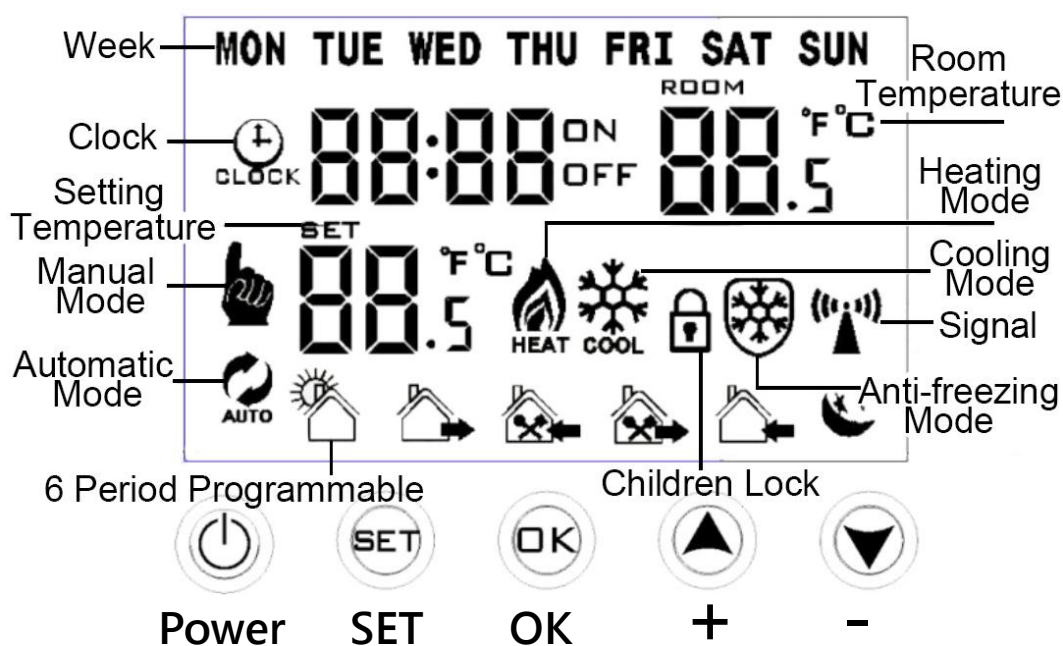 Week
MON TUE WED THU FRI SAT SUN
Room
Temperature
ROOM
Clock
CLOCK
88:88
ON
OFF
88.5
°F°C
Setting
Temperature
SET
88.5
°F°C
Heating
Mode
Manual
Mode
HEAT
COOL
Cooling
Mode
Signal
Automatic
Mode
AUTO
Anti-freezing
Mode
6 Period Programmable
Children Lock
SET
OK
Power
SET
OK
+
-